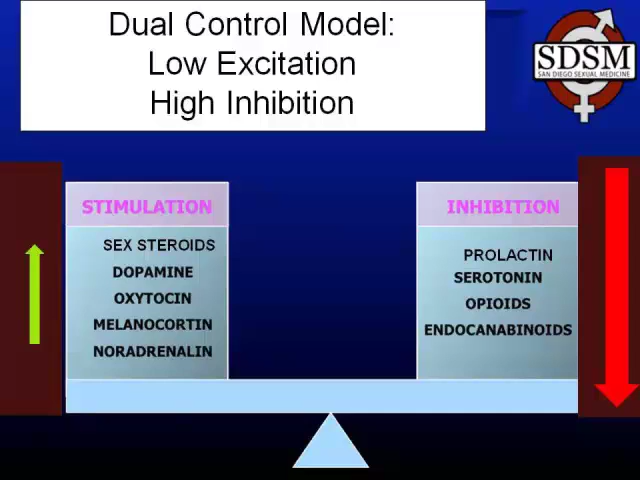 Dual Control Model:
Low Excitation
High Inhibition
SDSM
SAN DIEGO SEXUAL MEDICINE
STIMULATION
SEX STEROIDS
DOPAMINE
OXYTOCIN
MELANOCORTIN
NORADRENALIN
INHIBITION
PROLACTIN
SEROTONIN
OPIOIDS
ENDOCANABINOIDS